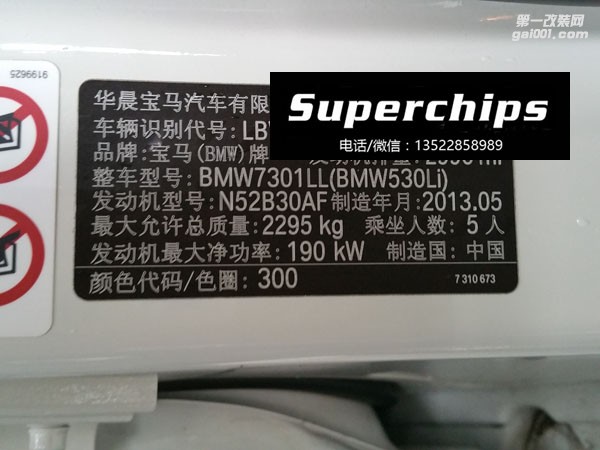 第一改装网
gai001.com
9199625
华晨宝马汽车有限
Superchips
电话/微信：13522858989
车辆识别代号：LB
品牌：宝马(BMW)牌
整车型号：BMW7301LL(BMW530Li)
发动机型号：N52B30AF 制造年月：2013.05
最大允许总质量：2295 kg 乘坐人数：5 人
发动机最大净功率：190 kW 制造国：中国
颜色代码/色圈：300
7 310 673